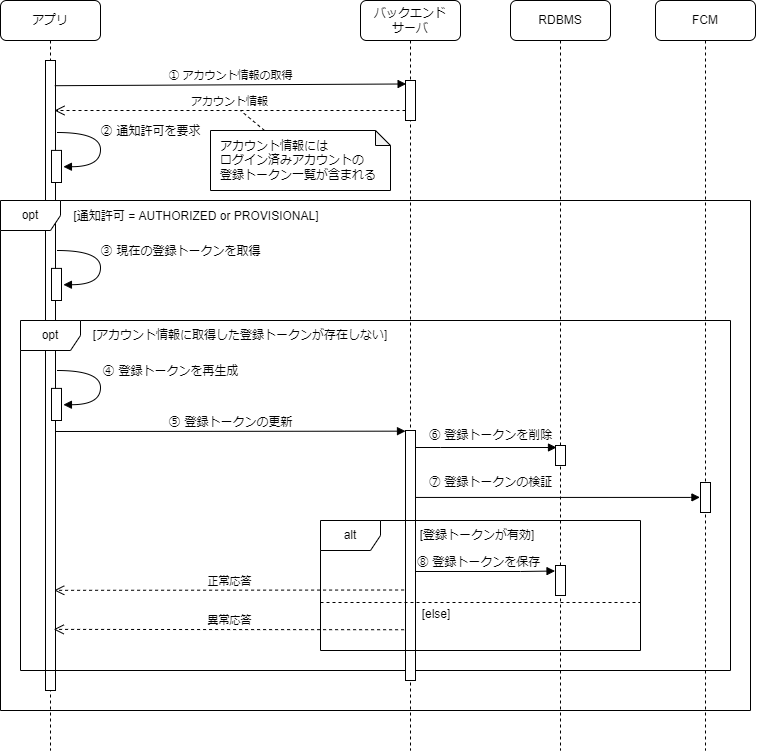 アプリ
バックエンド
サーバ
RDBMS
FCM
① アカウント情報の取得
アカウント情報
② 通知許可を要求
アカウント情報には
ログイン済みアカウントの
登録トークン一覧が含まれる
opt
[通知許可 = AUTHORIZED or PROVISIONAL]
③ 現在の登録トークンを取得
opt
[アカウント情報に取得した登録トークンが存在しない]
④ 登録トークンを再生成
⑤ 登録トークンの更新
⑥ 登録トークンを削除
⑦ 登録トークンの検証
alt
[登録トークンが有効]
⑧ 登録トークンを保存
正常応答
[else]
異常応答